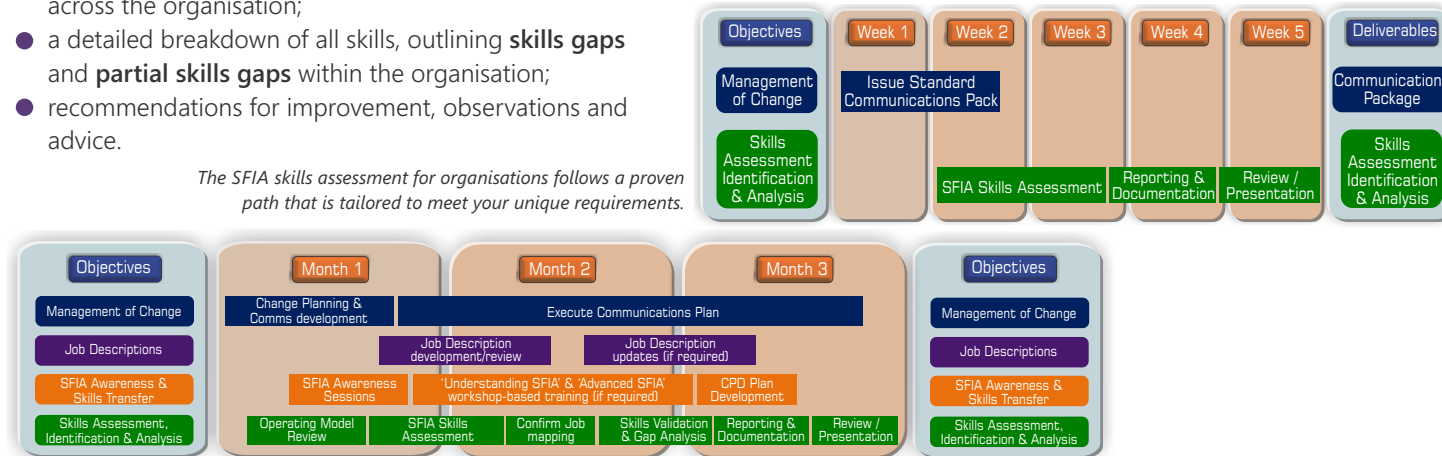 across the organisation;
● a detailed breakdown of all skills, outlining skills gaps
and partial skills gaps within the organisation;
● recommendations for improvement, observations and
advice.
The SFIA skills assessment for organisations follows a proven
path that is tailored to meet your unique requirements.
Objectives
Week 1
Week 2
Week 3
Week 4
Week 5
Deliverables
Management
of Change
Issue Standard
Communications Pack
Communication
Package
Skills
Assessment
Identification
& Analysis
SFIA Skills Assessment
Reporting &
Documentation
Review /
Presentation
Skills
Assessment
Identification
& Analysis
Objectives
Month 1
Month 2
Month 3
Objectives
Management of Change
Change Planning &
Comms development
Execute Communications Plan
Management of Change
Job Descriptions
Job Description
development/review
Job Description
updates (if required)
Job Descriptions
SFIA Awareness &
Skills Transfer
SFIA Awareness
Sessions
'Understanding SFIA' & 'Advanced SFIA'
workshop-based training (if required)
CPD Plan
Development
SFIA Awareness &
Skills Transfer
Skills Assessment,
Identification & Analysis
Operating Model
Review
SFIA Skills
Assessment
Confirm Job
mapping
Skills Validation
& Gap Analysis
Reporting &
Documentation
Review /
Presentation
Skills Assessment,
Identification & Analysis